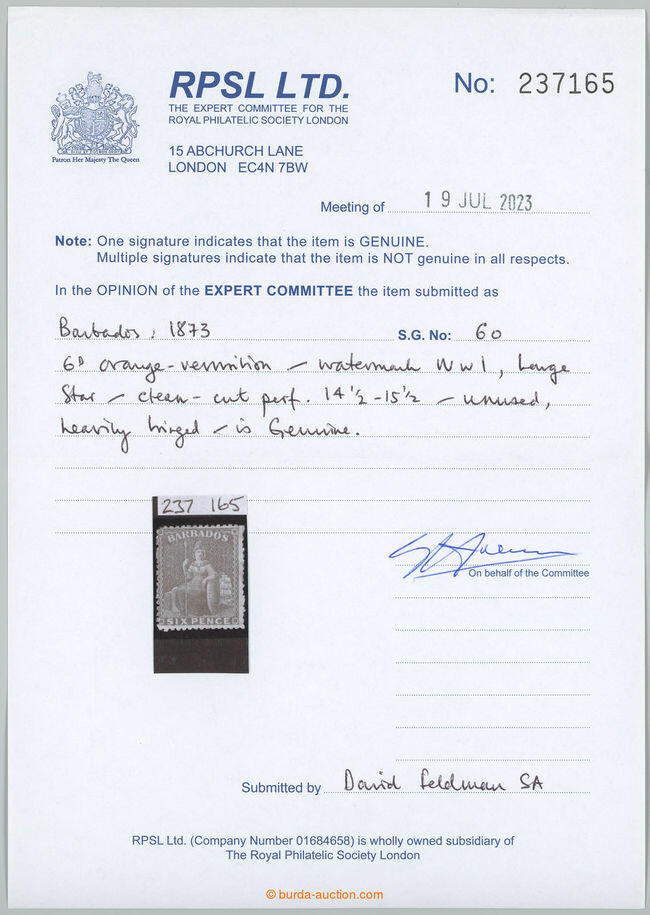 RPSL LTD.
No: 237165
THE EXPERT COMMITTEE FOR THE
ROYAL PHILATELIC SOCIETY LONDON
Patron Her Majesty The Queen
15 ABCHURCH LANE
LONDON EC4N 7BW
Meeting of 19 JUL 2023
Note: One signature indicates that the item is GENUINE.
Multiple signatures indicate that the item is NOT genuine in all respects.
In the OPINION of the EXPERT COMMITTEE the item submitted as
Barbados, 1873 S.G. No: 60
6D orange-vermilion - watermark Ww1, Large
Star - clean-cut perf. 14½-15½ - unused,
heavily hinged - is Genuine.
237 165
BARBADOS
SIX PENCE
On behalf of the Committee
Submitted by David Feldman SA
RPSL Ltd. (Company Number 01684658) is wholly owned subsidiary of
The Royal Philatelic Society London
© burda-auction.com